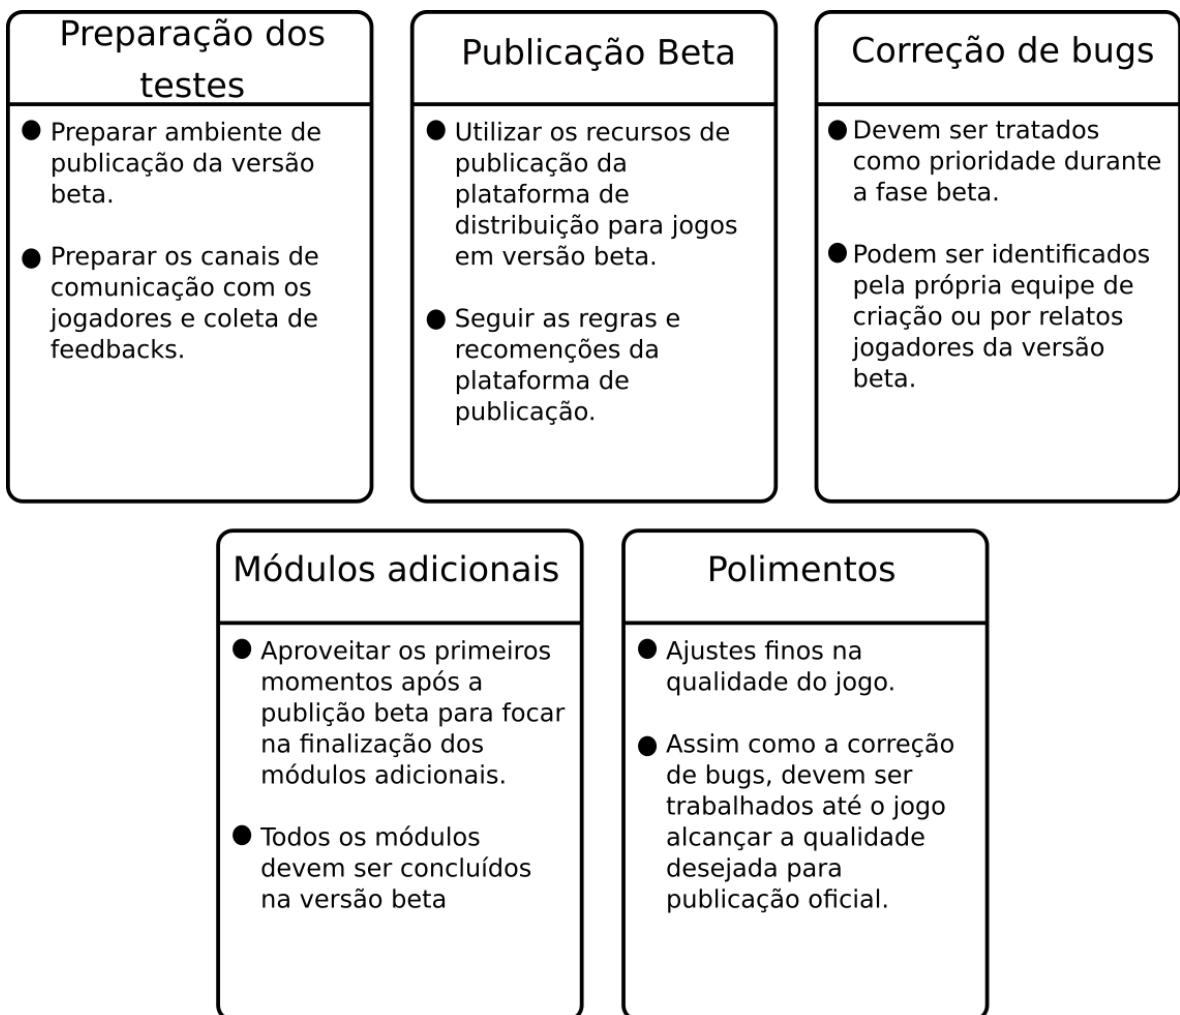 Preparação dos
testes
Preparar ambiente de
publicação da versão
beta.
Preparar os canais de
comunicação com os
jogadores e coleta de
feedbacks.
Publicação Beta
Utilizar os recursos de
publicação da
plataforma de
distribuição para jogos
em versão beta.
Seguir as regras e
recomenções da
plataforma de
publicação.
Correção de bugs
Devem ser tratados
como prioridade durante
a fase beta.
Podem ser identificados
pela própria equipe de
criação ou por relatos
jogadores da versão
beta.
Módulos adicionais
Aproveitar os primeiros
momentos após a
publição beta para focar
na finalização dos
módulos adicionais.
Todos os módulos
devem ser concluídos
na versão beta
Polimentos
Ajustes finos na
qualidade do jogo.
Assim como a correção
de bugs, devem ser
trabalhados até o jogo
alcançar a qualidade
desejada para
publicação oficial.